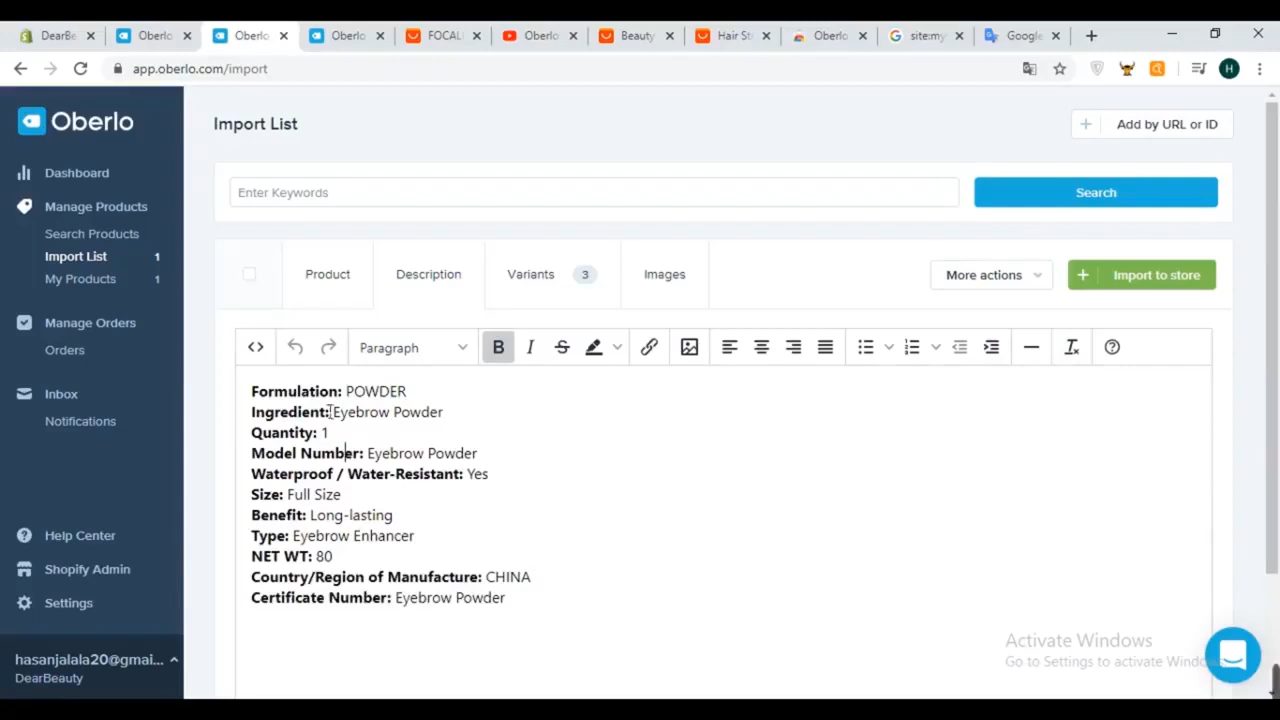 DearBe
Oberlo
Oberlo
Oberlo
FOCAL
Oberlo
Beauty
Hair St
Oberlo
site:my
Google
app.oberlo.com/import
H
Oberlo
Import List
Add by URL or ID
Enter Keywords
Search
Dashboard
Manage Products
Search Products
Import List 1
My Products 1
Manage Orders
Orders
Inbox
Notifications
Help Center
Shopify Admin
Settings
hasanjalala20@gmai...
DearBeauty
Product
Description
Variants 3
Images
More actions
Import to store
Paragraph
B I S
Formulation: POWDER
Ingredient: Eyebrow Powder
Quantity: 1
Model Number: Eyebrow Powder
Waterproof / Water-Resistant: Yes
Size: Full Size
Benefit: Long-lasting
Type: Eyebrow Enhancer
NET WT: 80
Country/Region of Manufacture: CHINA
Certificate Number: Eyebrow Powder
Activate Windows
Go to Settings to activate Windows